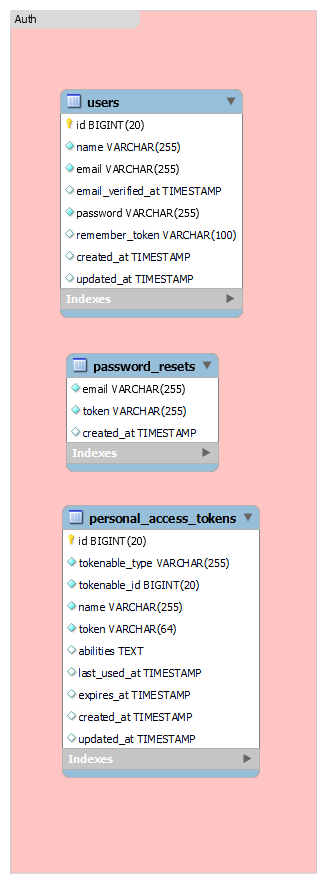 Auth
users
id BIGINT(20)
name VARCHAR(255)
email VARCHAR(255)
email_verified_at TIMESTAMP
password VARCHAR(255)
remember_token VARCHAR(100)
created_at TIMESTAMP
updated_at TIMESTAMP
Indexes
password_resets
email VARCHAR(255)
token VARCHAR(255)
created_at TIMESTAMP
Indexes
personal_access_tokens
id BIGINT(20)
tokenable_type VARCHAR(255)
tokenable_id BIGINT(20)
name VARCHAR(255)
token VARCHAR(64)
abilities TEXT
last_used_at TIMESTAMP
expires_at TIMESTAMP
created_at TIMESTAMP
updated_at TIMESTAMP
Indexes